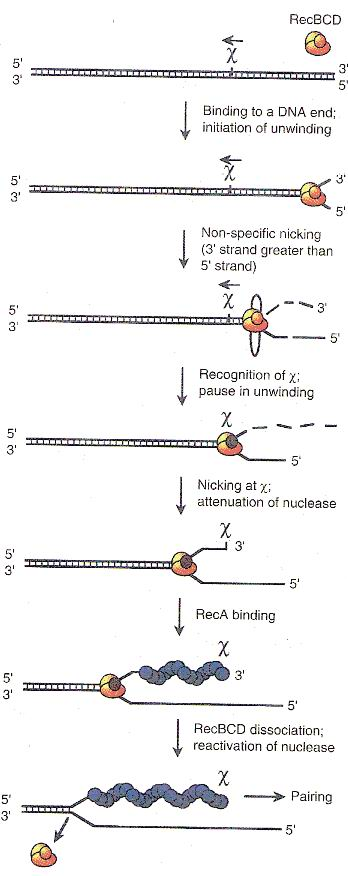 RecBCD
χ
5' 3'
3' 5'
Binding to a DNA end;
initiation of unwinding
χ
5' 3'
3' 5'
Non-specific nicking
(3' strand greater than
5' strand)
χ
3'
5'
3' 5'
Recognition of χ;
pause in unwinding
χ
5'
3'
5'
Nicking at χ;
attenuation of nuclease
χ
3'
5'
3' 5'
RecA binding
χ
5' 3'
3'
5'
RecBCD dissociation;
reactivation of nuclease
χ
5' Pairing
3'
5'